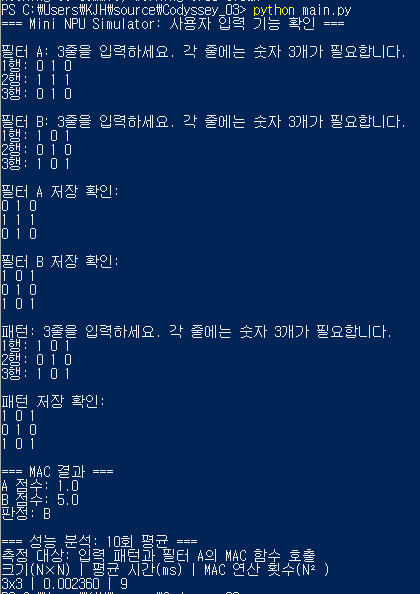 PS C:\Users\KJH\source\Codyssey_03> python main.py
=== Mini NPU Simulator: 사용자 입력 기능 확인 ===
필터 A: 3줄을 입력하세요. 각 줄에는 숫자 3개가 필요합니다.
1행: 0 1 0
2행: 1 1 1
3행: 0 1 0
필터 B: 3줄을 입력하세요. 각 줄에는 숫자 3개가 필요합니다.
1행: 1 0 1
2행: 0 1 0
3행: 1 0 1
필터 A 저장 확인:
0 1 0
1 1 1
0 1 0
필터 B 저장 확인:
1 0 1
0 1 0
1 0 1
패턴: 3줄을 입력하세요. 각 줄에는 숫자 3개가 필요합니다.
1행: 1 0 1
2행: 0 1 0
3행: 1 0 1
패턴 저장 확인:
1 0 1
0 1 0
1 0 1
=== MAC 결과 ===
A 점수: 1.0
B 점수: 5.0
판정: B
=== 성능 분석: 10회 평균 ===
측정 대상: 입력 패턴과 필터 A의 MAC 함수 호출
크기(N×N) | 평균 시간(ms) | MAC 연산 횟수(N² )
3x3 | 0.002360 | 9